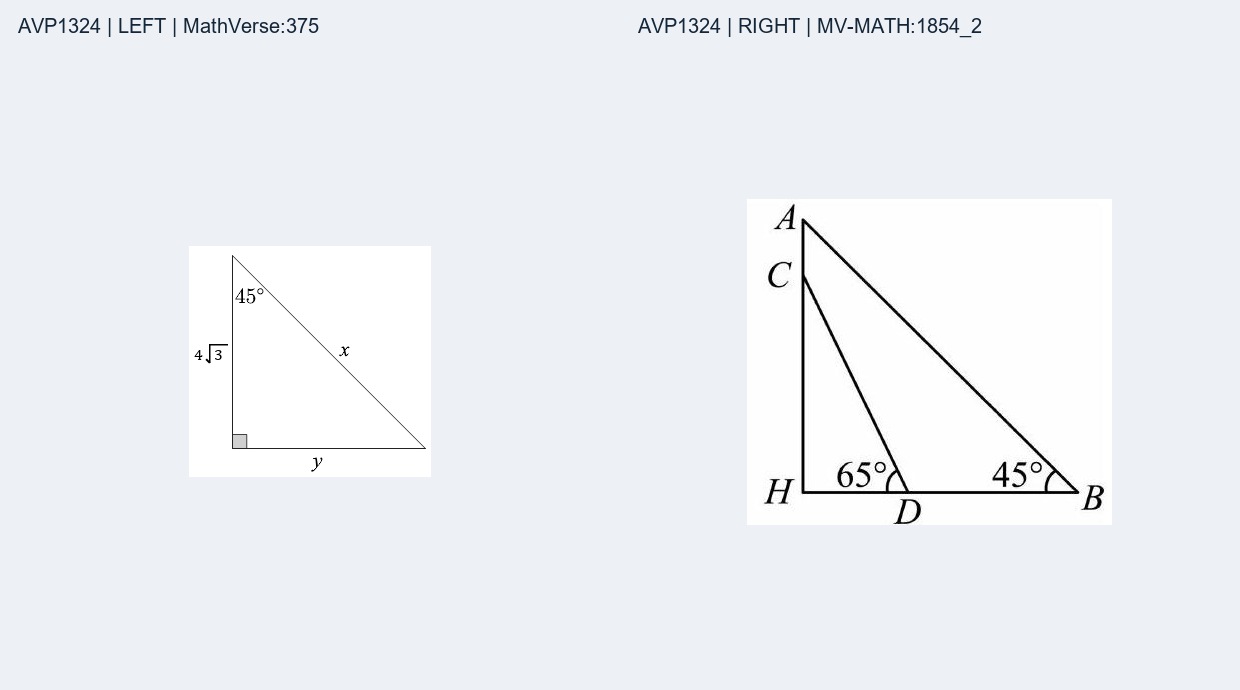 AVP1324 | LEFT | MathVerse:375
AVP1324 | RIGHT | MV-MATH:1854_2
45°
4√3
x
y
A
C
H
65°
45°
B
D